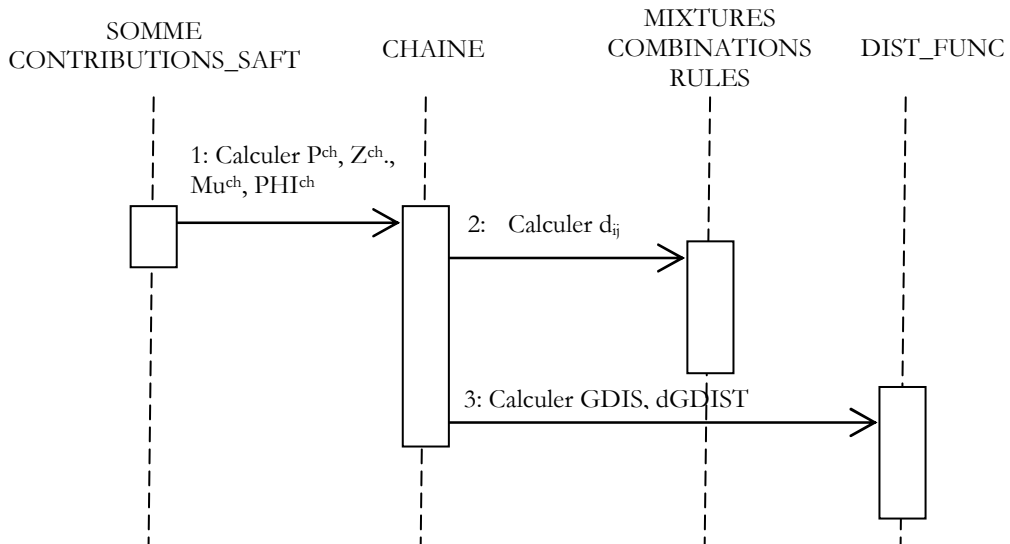 SOMME
CONTRIBUTIONS_SAFT
CHAINE
MIXTURES
COMBINATIONS
RULES
DIST_FUNC
1: Calculer Pᶜʰ, Zᶜʰ.,
Muᶜʰ, PHIᶜʰ
2: Calculer dᵢⱼ
3: Calculer GDIS, dGDIST